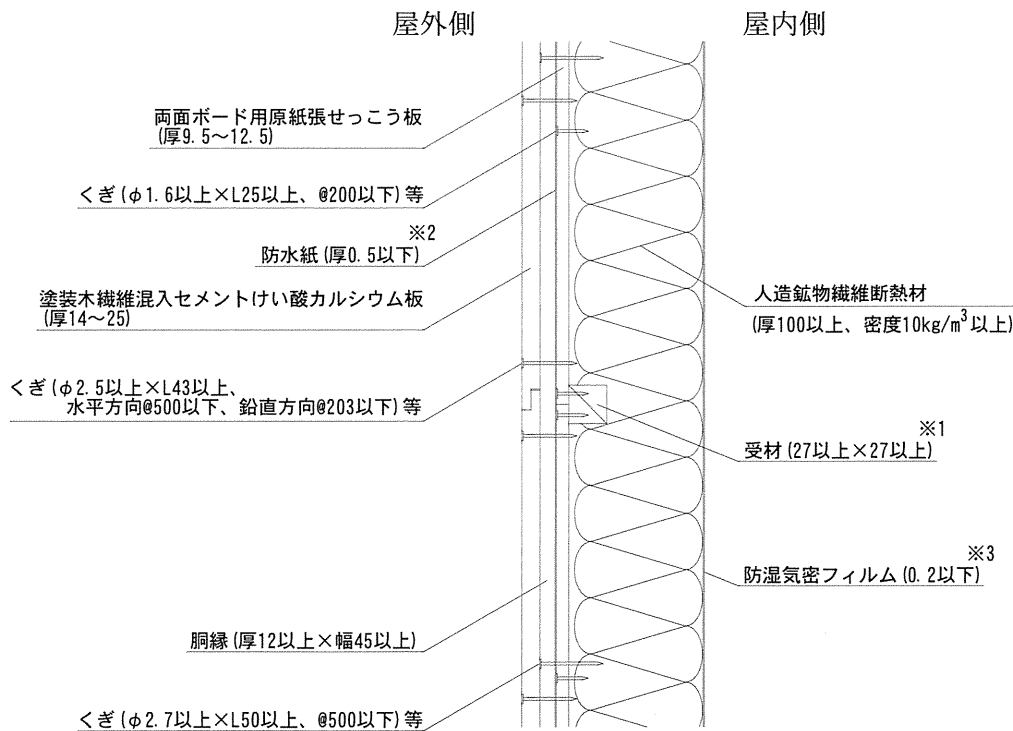 屋外側
屋内側
両面ボード用原紙張せっこう板
(厚9.5～12.5)
くぎ(φ1.6以上×L25以上、@200以下)等
※2
防水紙(厚0.5以下)
塗装木繊維混入セメントけい酸カルシウム板
(厚14～25)
くぎ(φ2.5以上×L43以上、
水平方向@500以下、鉛直方向@203以下)等
胴縁(厚12以上×幅45以上)
くぎ(φ2.7以上×L50以上、@500以下)等
人造鉱物繊維断熱材
(厚100以上、密度10kg/m³以上)
※1
受材(27以上×27以上)
※3
防湿気密フィルム(0.2以下)